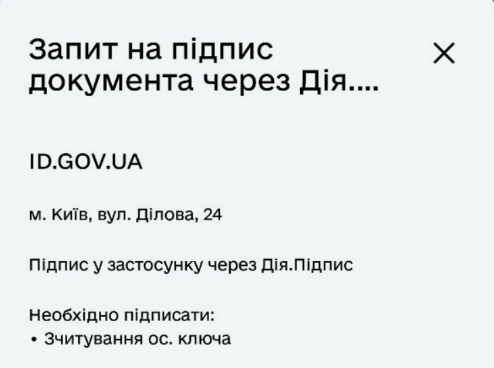 Запит на підпис
документа через Дія....
ID.GOV.UA
м. Київ, вул. Ділова, 24
Підпис у застосунку через Дія.Підпис
Необхідно підписати:
• Зчитування ос. ключа